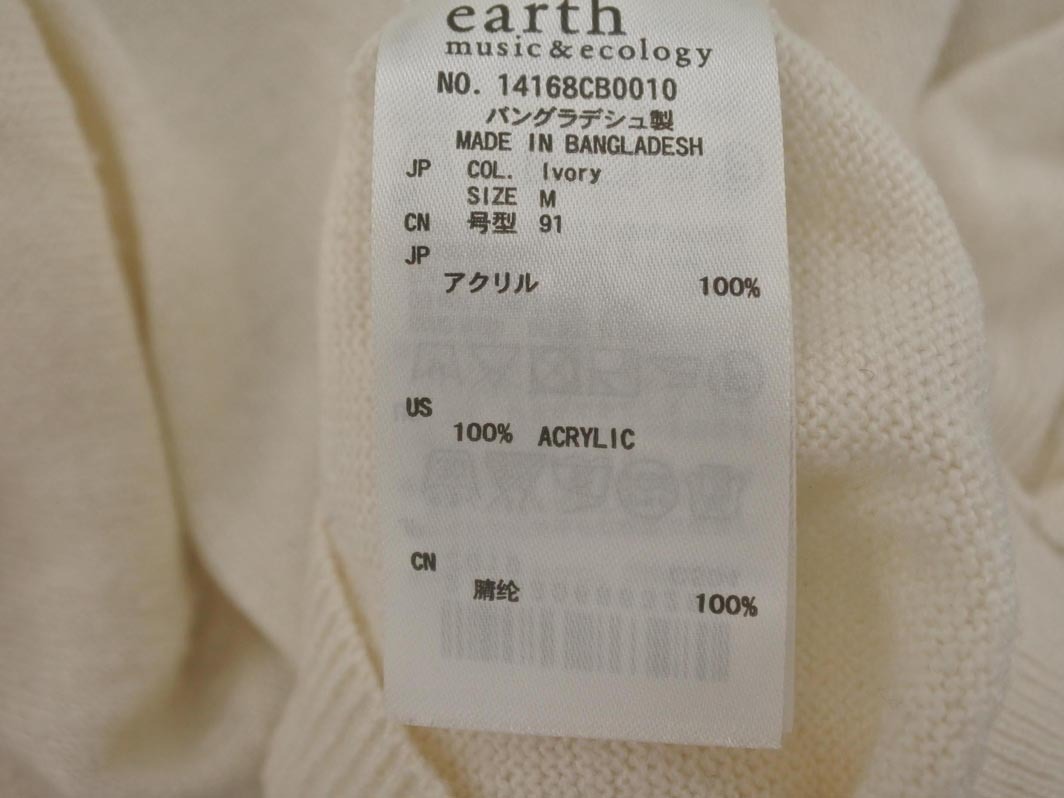 earth
music & ecology
NO. 14168CB0010
バングラデシュ製
MADE IN BANGLADESH
JP COL. Ivory
SIZE M
CN 号型 91
JP
アクリル 100%
US
100% ACRYLIC
CN
腈纶 100%